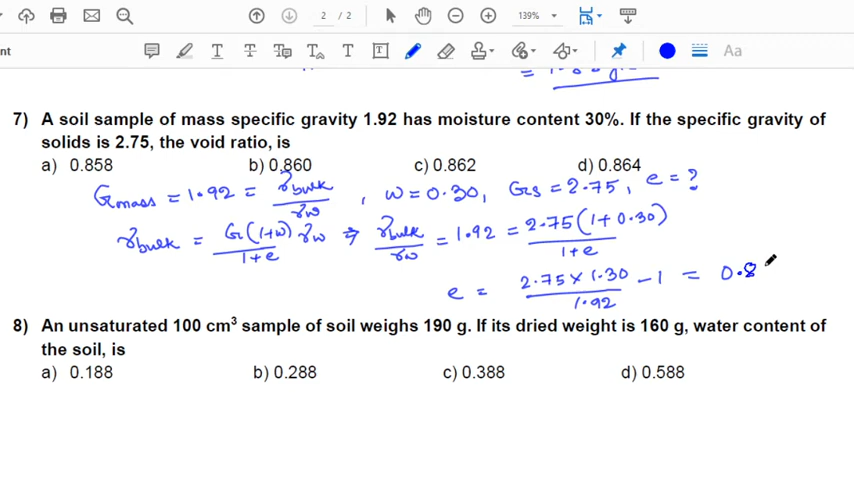 2 / 2 139%
nt T T T T Aa
7) A soil sample of mass specific gravity 1.92 has moisture content 30%. If the specific gravity of
solids is 2.75, the void ratio, is
a) 0.858 b) 0.860 c) 0.862 d) 0.864
Gmass = 1.92 = γbulk/γw , w = 0.30, Gs = 2.75, e = ?
γbulk = G(1+w)γw/1+e ⇒ γbulk/γw = 1.92 = 2.75(1+0.30)/1+e
e = 2.75×1.30/1.92 − 1 = 0.8
8) An unsaturated 100 cm³ sample of soil weighs 190 g. If its dried weight is 160 g, water content of
the soil, is
a) 0.188 b) 0.288 c) 0.388 d) 0.588